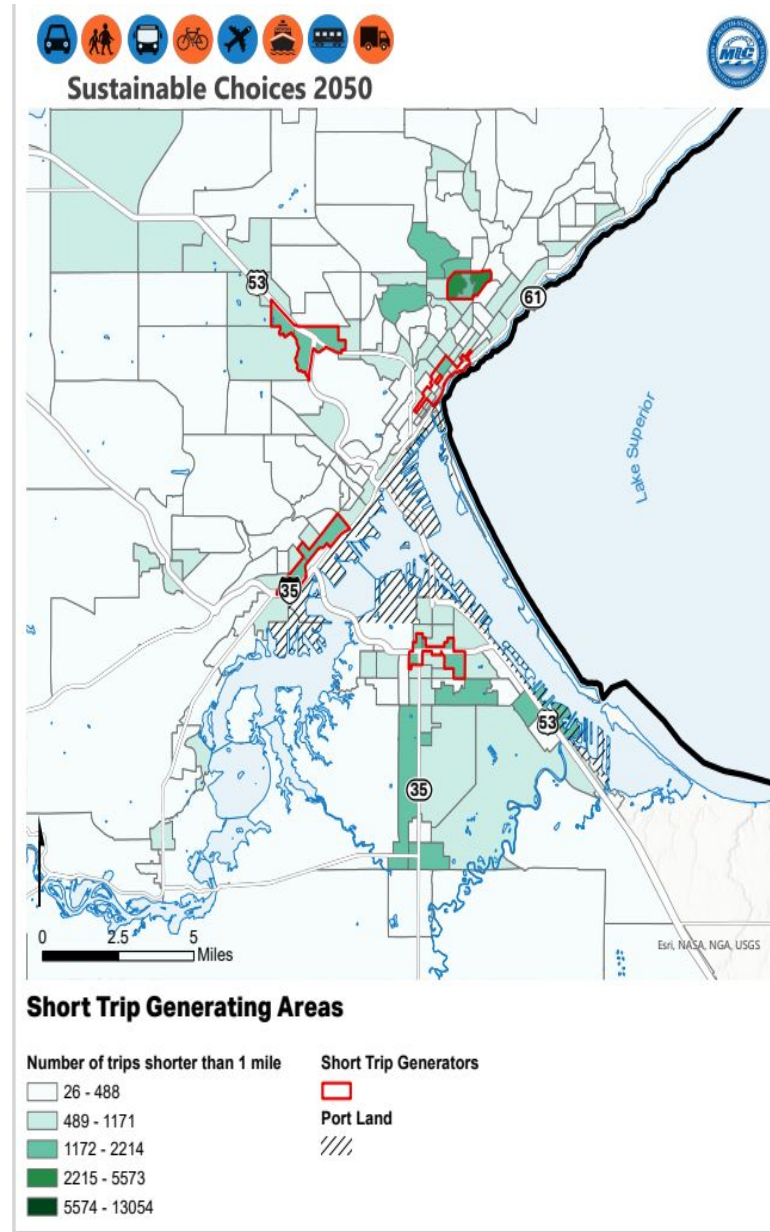 MIC
Sustainable Choices 2050
53
61
Lake Superior
35
53
35
0 2.5 5
Miles
Esri, NASA, NGA, USGS
Short Trip Generating Areas
Number of trips shorter than 1 mile
26 - 488
489 - 1171
1172 - 2214
2215 - 5573
5574 - 13054
Short Trip Generators
Port Land